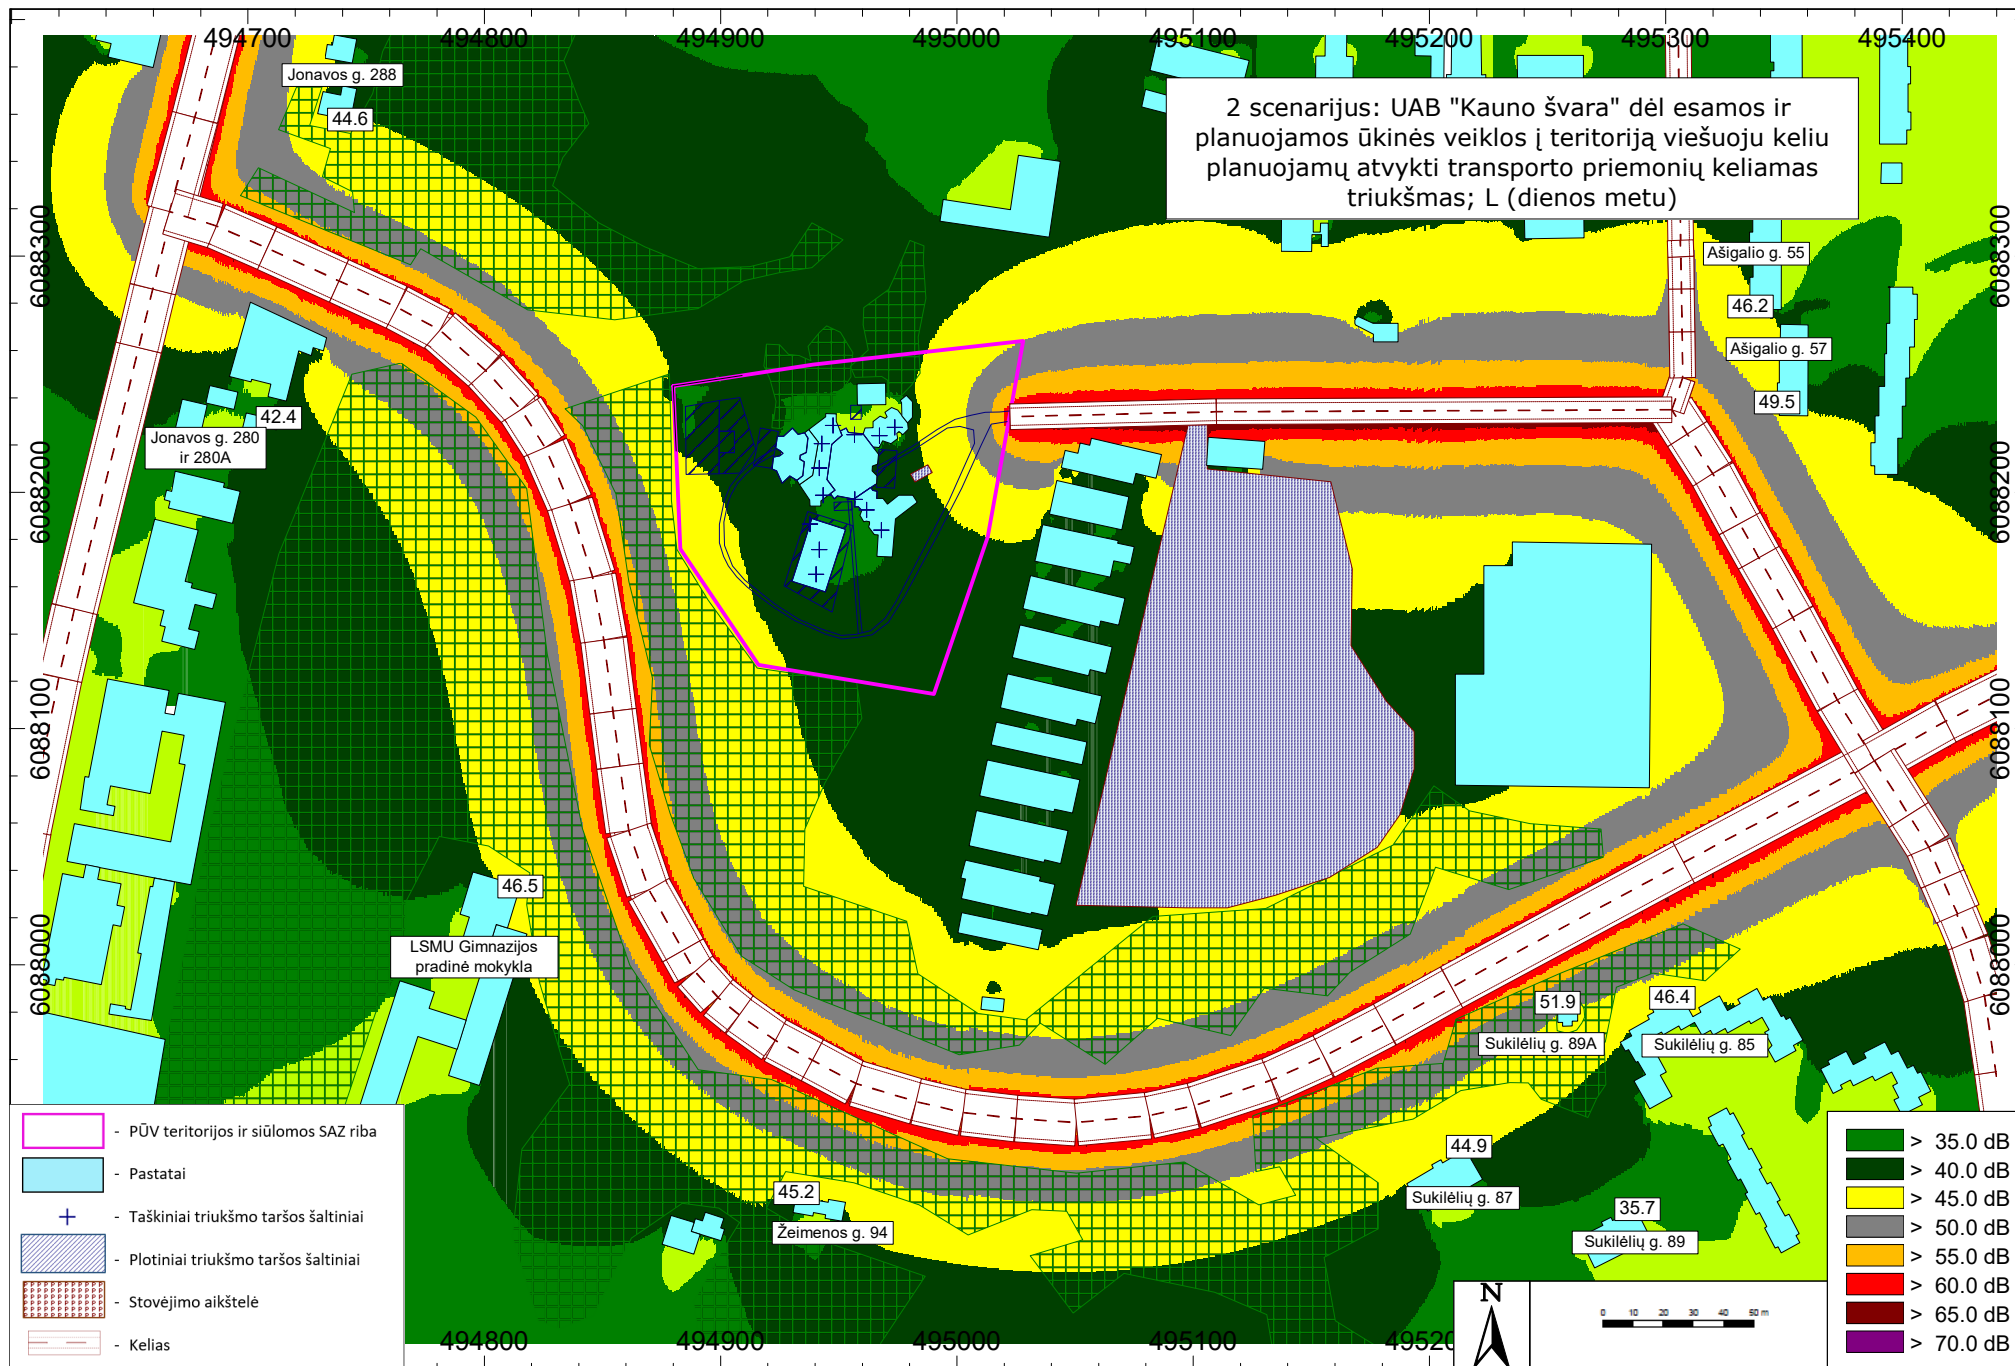 494700 494800 494900 495000 495100 495200 495300 495400
Jonavos g. 288
44.6
2 scenarijus: UAB "Kauno švara" dėl esamos ir
planuojamos ūkinės veiklos į teritoriją viešuoju keliu
planuojamų atvykti transporto priemonių keliamas
triukšmas; L (dienos metu)
6088300
6088300
Ašigalio g. 55
46.2
Ašigalio g. 57
49.5
42.4
Jonavos g. 280
ir 280A
6088200
6088200
6088100
6088100
46.5
LSMU Gimnazijos
pradinė mokykla
6088000
6088000
51.9
46.4
Sukilėlių g. 89A
Sukilėlių g. 85
44.9
Sukilėlių g. 87
45.2
Žeimenos g. 94
35.7
Sukilėlių g. 89
- PŪV teritorijos ir siūlomos SAZ riba
- Pastatai
- Taškiniai triukšmo taršos šaltiniai
- Plotiniai triukšmo taršos šaltiniai
- Stovėjimo aikštelė
- Kelias
> 35.0 dB
> 40.0 dB
> 45.0 dB
> 50.0 dB
> 55.0 dB
> 60.0 dB
> 65.0 dB
> 70.0 dB
N
0 10 20 30 40 50 m
494800 494900 495000 495100